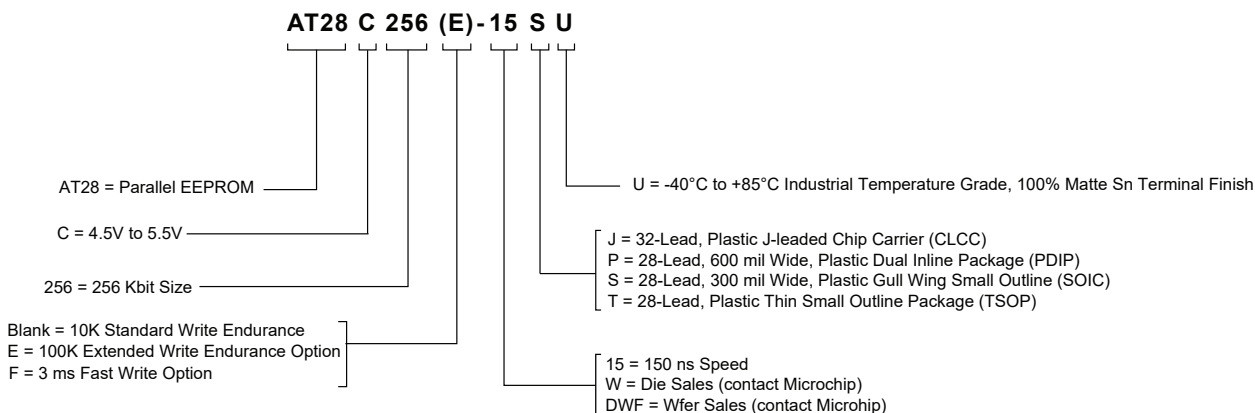 AT28 C 256 (E)-15 S U
AT28 = Parallel EEPROM
C = 4.5V to 5.5V
256 = 256 Kbit Size
Blank = 10K Standard Write Endurance
E = 100K Extended Write Endurance Option
F = 3 ms Fast Write Option
U = -40°C to +85°C Industrial Temperature Grade, 100% Matte Sn Terminal Finish
J = 32-Lead, Plastic J-leaded Chip Carrier (CLCC)
P = 28-Lead, 600 mil Wide, Plastic Dual Inline Package (PDIP)
S = 28-Lead, 300 mil Wide, Plastic Gull Wing Small Outline (SOIC)
T = 28-Lead, Plastic Thin Small Outline Package (TSOP)
15 = 150 ns Speed
W = Die Sales (contact Microchip)
DWF = Wfer Sales (contact Microhip)